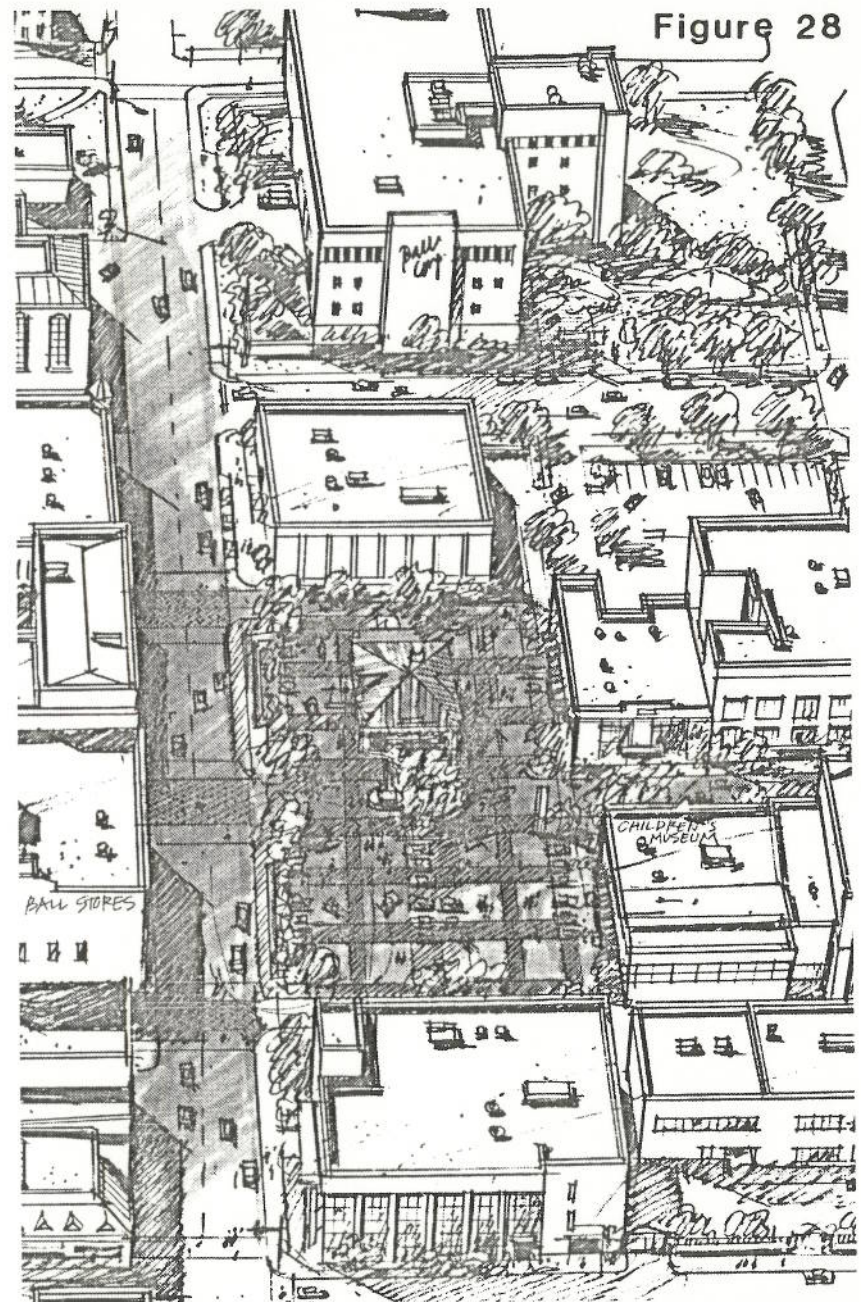 Figure 28
BALL
CORP.
CHILDREN'S
MUSEUM
BALL STORES